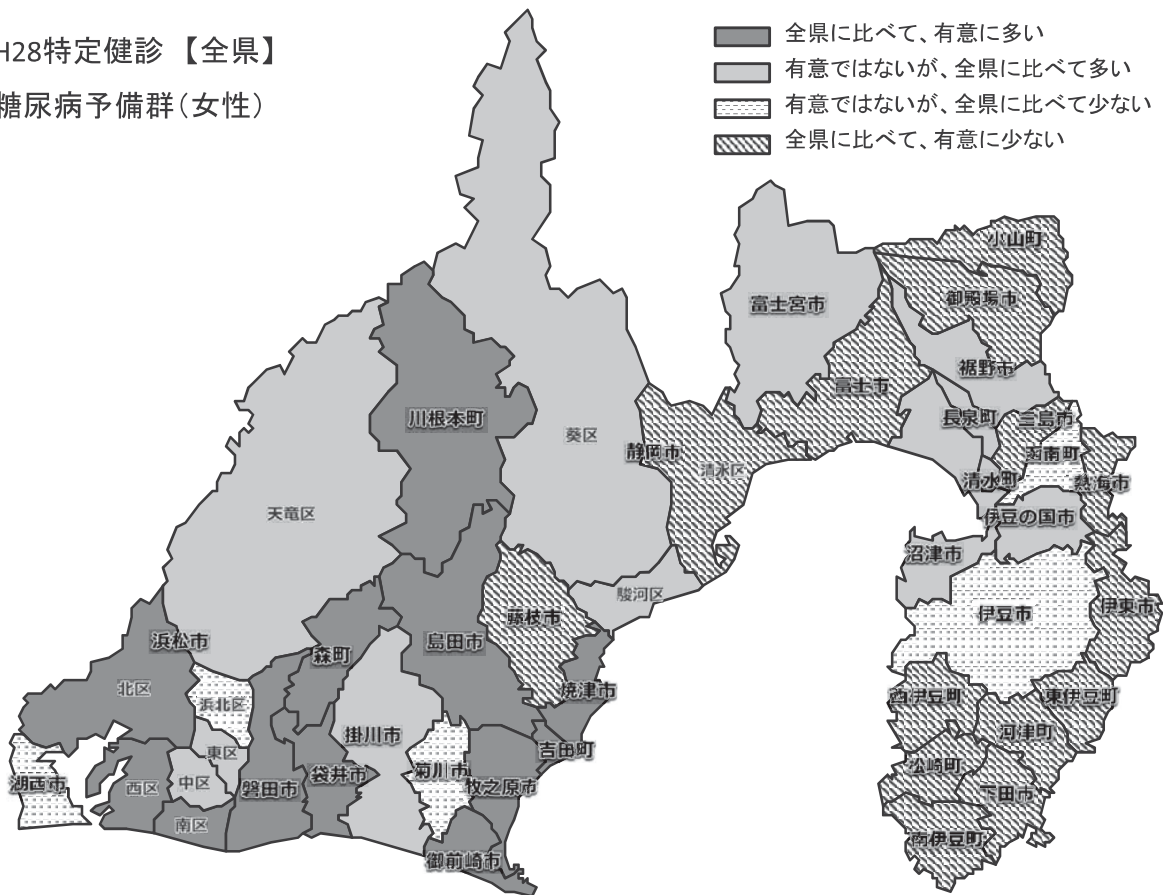 H28特定健診 【全県】
糖尿病予備群(女性)
全県に比べて、有意に多い
有意ではないが、全県に比べて多い
有意ではないが、全県に比べて少ない
全県に比べて、有意に少ない
小山町
御殿場市
富士宮市
裾野市
富士市
川根本町
長泉町
三島市
葵区
静岡市
函南町
清水区
清水町
熱海市
天竜区
伊豆の国市
沼津市
駿河区
伊東市
藤枝市
伊豆市
浜松市
島田市
森町
北区
焼津市
西伊豆町
東伊豆町
浜北区
河津町
掛川市
東区
吉田町
松崎町
湖西市
中区
袋井市
菊川市
西区
磐田市
牧之原市
下田市
南区
南伊豆町
御前崎市